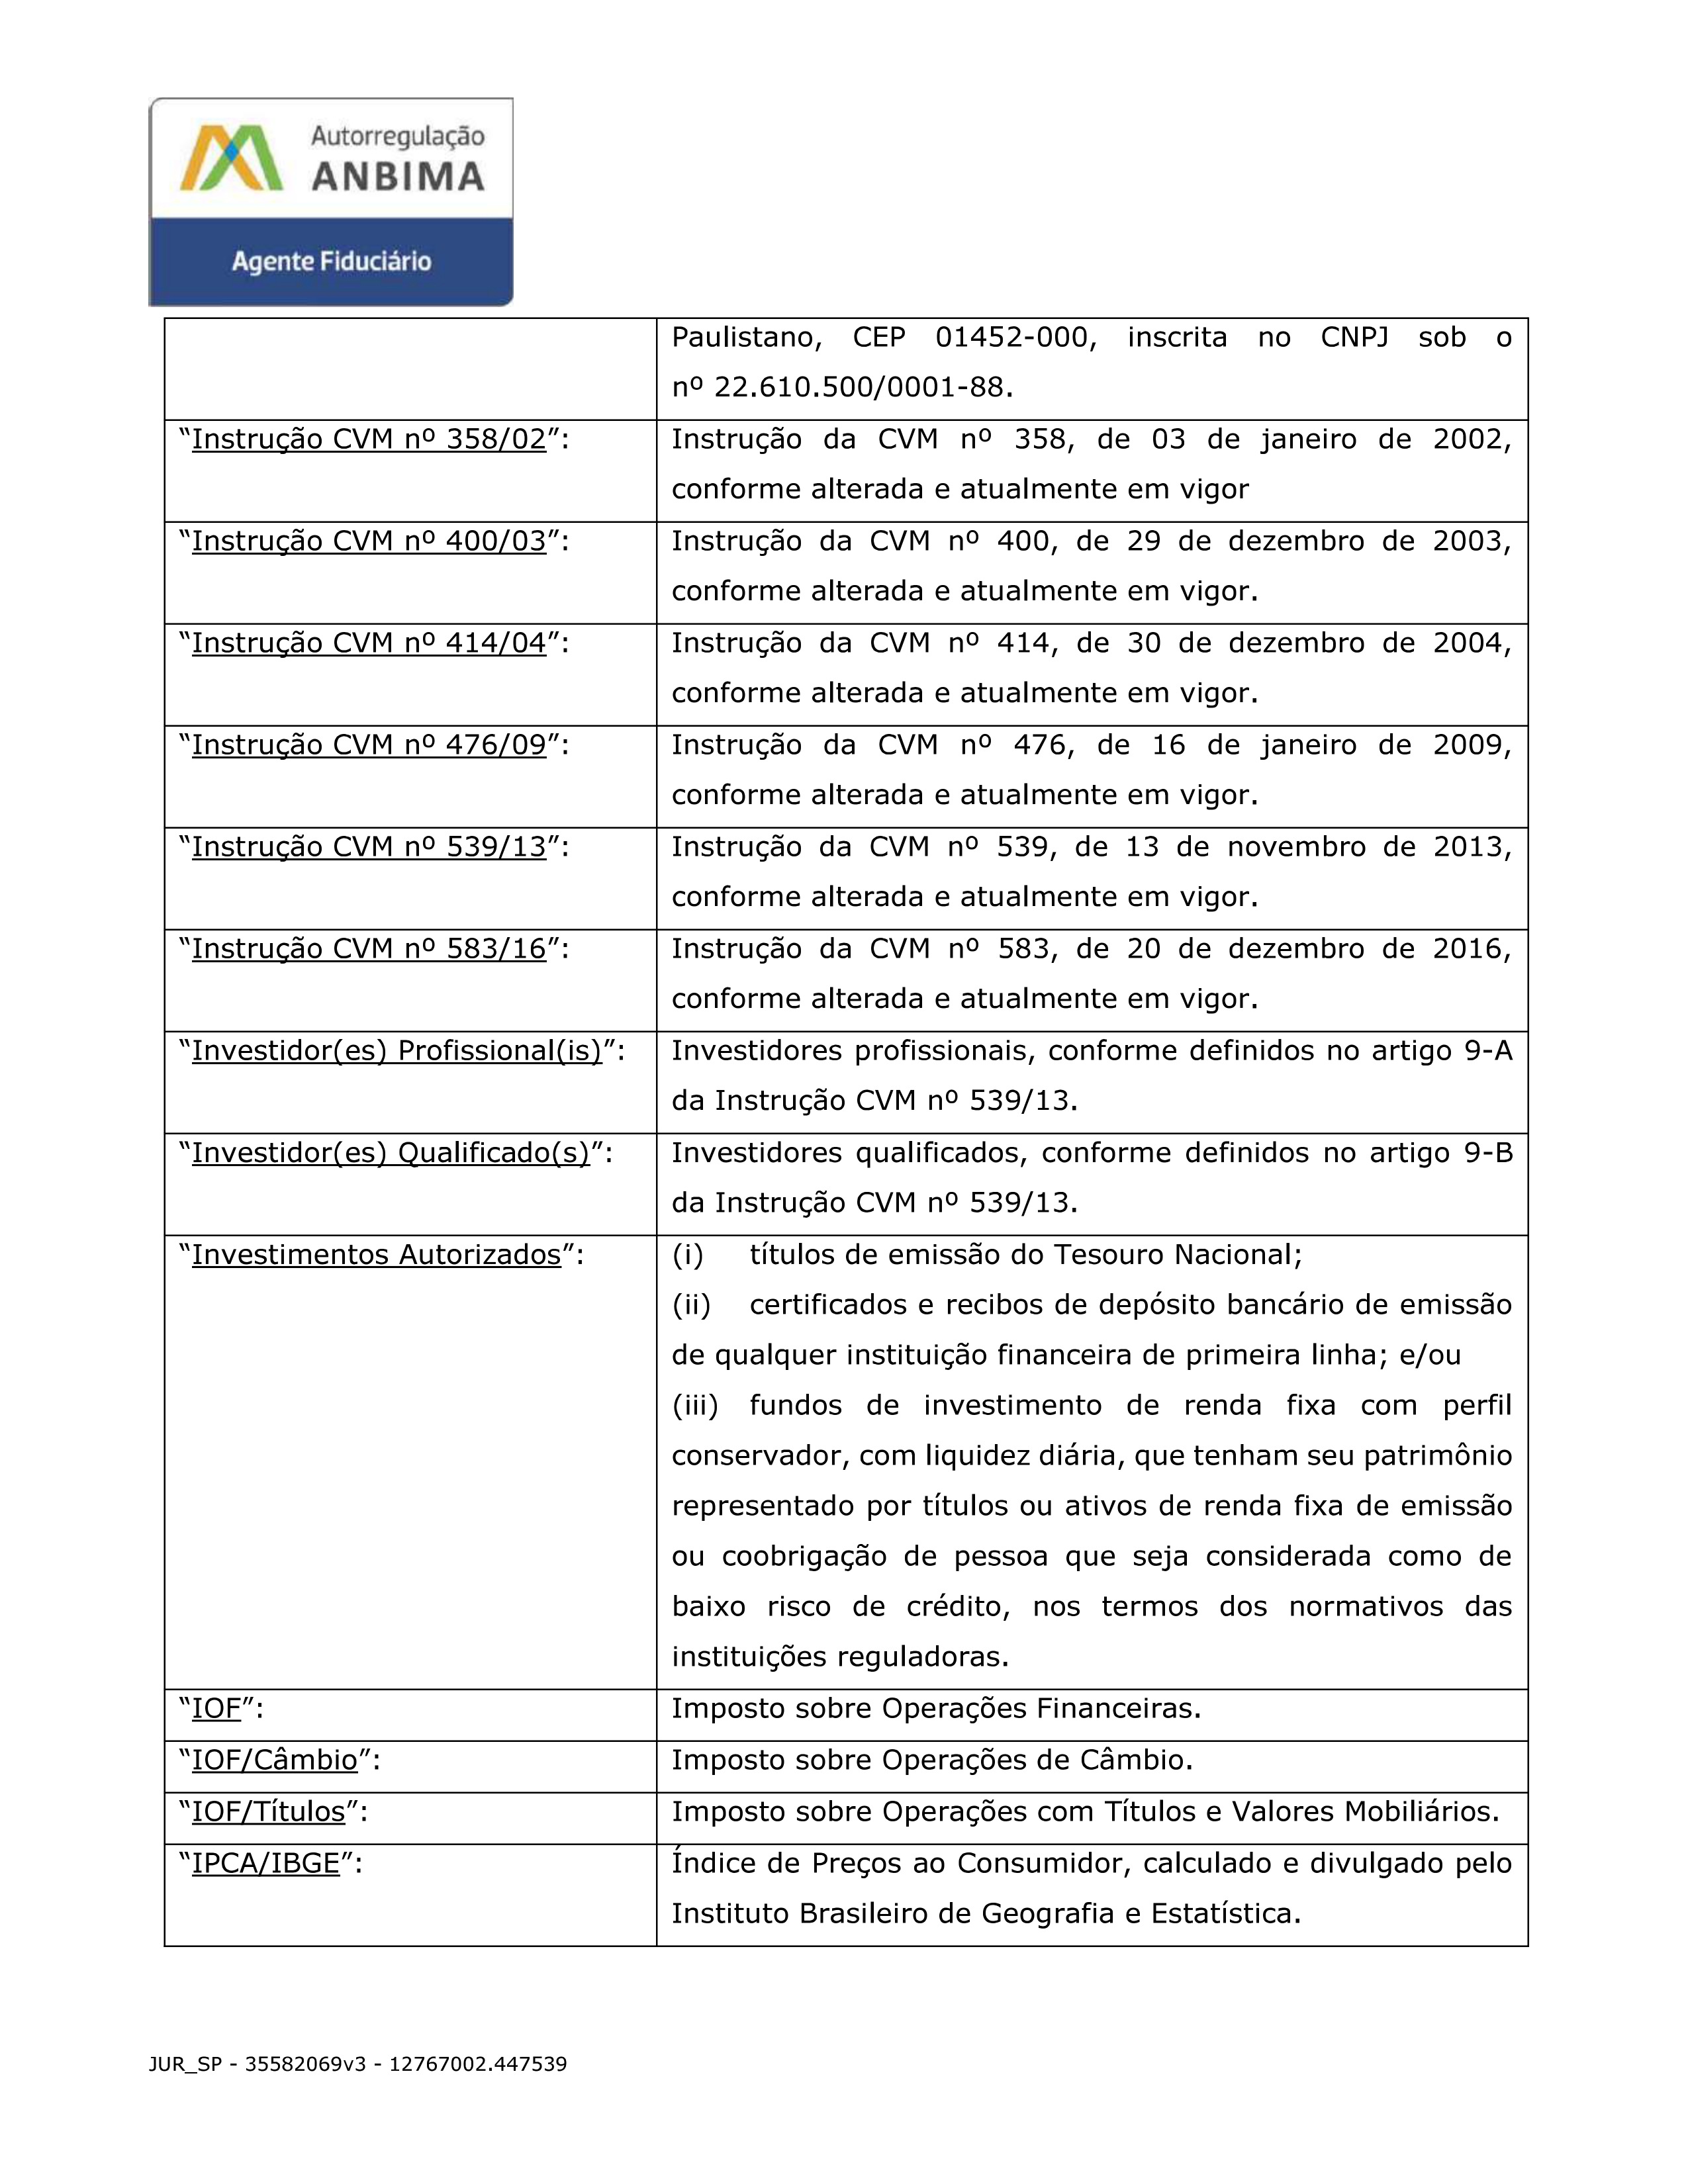 Autorregulação
ANBIMA
Agente Fiduciário
Paulistano, CEP 01452-000, inscrita no CNPJ sob o
nº 22.610.500/0001-88.
“Instrução CVM nº 358/02”:
Instrução da CVM nº 358, de 03 de janeiro de 2002,
conforme alterada e atualmente em vigor
“Instrução CVM nº 400/03”:
Instrução da CVM nº 400, de 29 de dezembro de 2003,
conforme alterada e atualmente em vigor.
“Instrução CVM nº 414/04”:
Instrução da CVM nº 414, de 30 de dezembro de 2004,
conforme alterada e atualmente em vigor.
“Instrução CVM nº 476/09”:
Instrução da CVM nº 476, de 16 de janeiro de 2009,
conforme alterada e atualmente em vigor.
“Instrução CVM nº 539/13”:
Instrução da CVM nº 539, de 13 de novembro de 2013,
conforme alterada e atualmente em vigor.
“Instrução CVM nº 583/16”:
Instrução da CVM nº 583, de 20 de dezembro de 2016,
conforme alterada e atualmente em vigor.
“Investidor(es) Profissional(is)”:
Investidores profissionais, conforme definidos no artigo 9-A
da Instrução CVM nº 539/13.
“Investidor(es) Qualificado(s)”:
Investidores qualificados, conforme definidos no artigo 9-B
da Instrução CVM nº 539/13.
“Investimentos Autorizados”:
(i) títulos de emissão do Tesouro Nacional;
(ii) certificados e recibos de depósito bancário de emissão
de qualquer instituição financeira de primeira linha; e/ou
(iii) fundos de investimento de renda fixa com perfil
conservador, com liquidez diária, que tenham seu patrimônio
representado por títulos ou ativos de renda fixa de emissão
ou coobrigação de pessoa que seja considerada como de
baixo risco de crédito, nos termos dos normativos das
instituições reguladoras.
“IOF”:
Imposto sobre Operações Financeiras.
“IOF/Câmbio”:
Imposto sobre Operações de Câmbio.
“IOF/Títulos”:
Imposto sobre Operações com Títulos e Valores Mobiliários.
“IPCA/IBGE”:
Índice de Preços ao Consumidor, calculado e divulgado pelo
Instituto Brasileiro de Geografia e Estatística.
JUR_SP - 35582069v3 - 12767002.447539